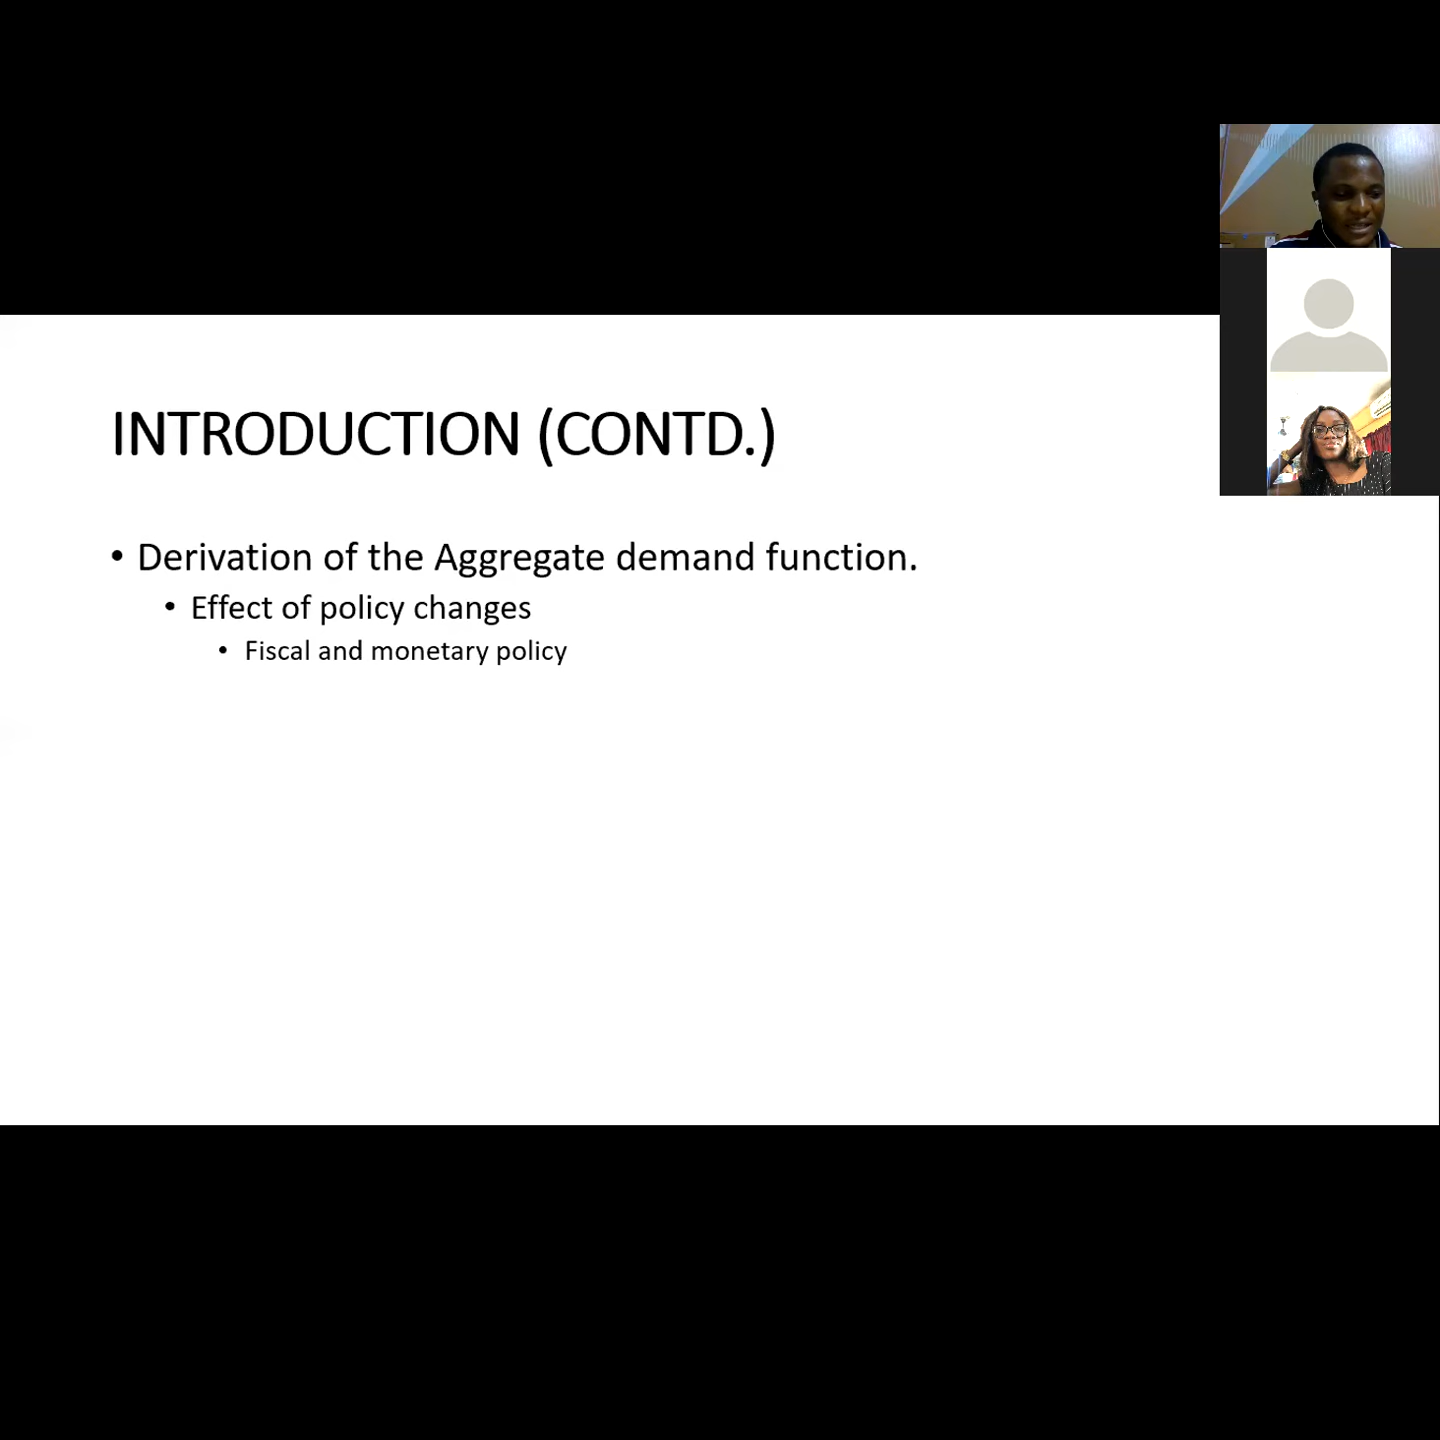 INTRODUCTION (CONTD.)
• Derivation of the Aggregate demand function.
• Effect of policy changes
• Fiscal and monetary policy